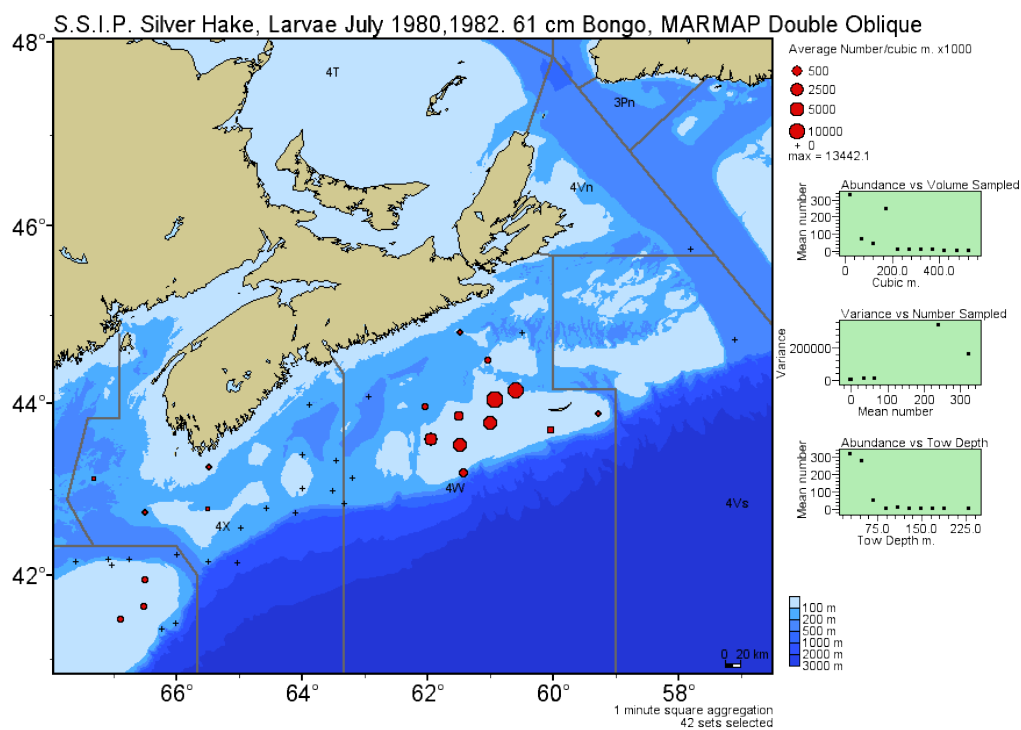 S.S.I.P. Silver Hake, Larvae July 1980,1982. 61 cm Bongo, MARMAP Double Oblique
48°
46°
44°
42°
66°
64°
62°
60°
58°
4T
3Pn
4Vn
4W
4X
4Vs
0 20 km
1 minute square aggregation
42 sets selected
Average Number/cubic m. x1000
500
2500
5000
10000
0
max = 13442.1
Abundance vs Volume Sampled
Mean number
300
200
100
0
0 200.0 400.0
Cubic m.
Variance vs Number Sampled
Variance
200000
0
0 100 200 300
Mean number
Abundance vs Tow Depth
Mean number
300
200
100
0
75.0 150.0 225.0
Tow Depth m.
100 m
200 m
500 m
1000 m
2000 m
3000 m